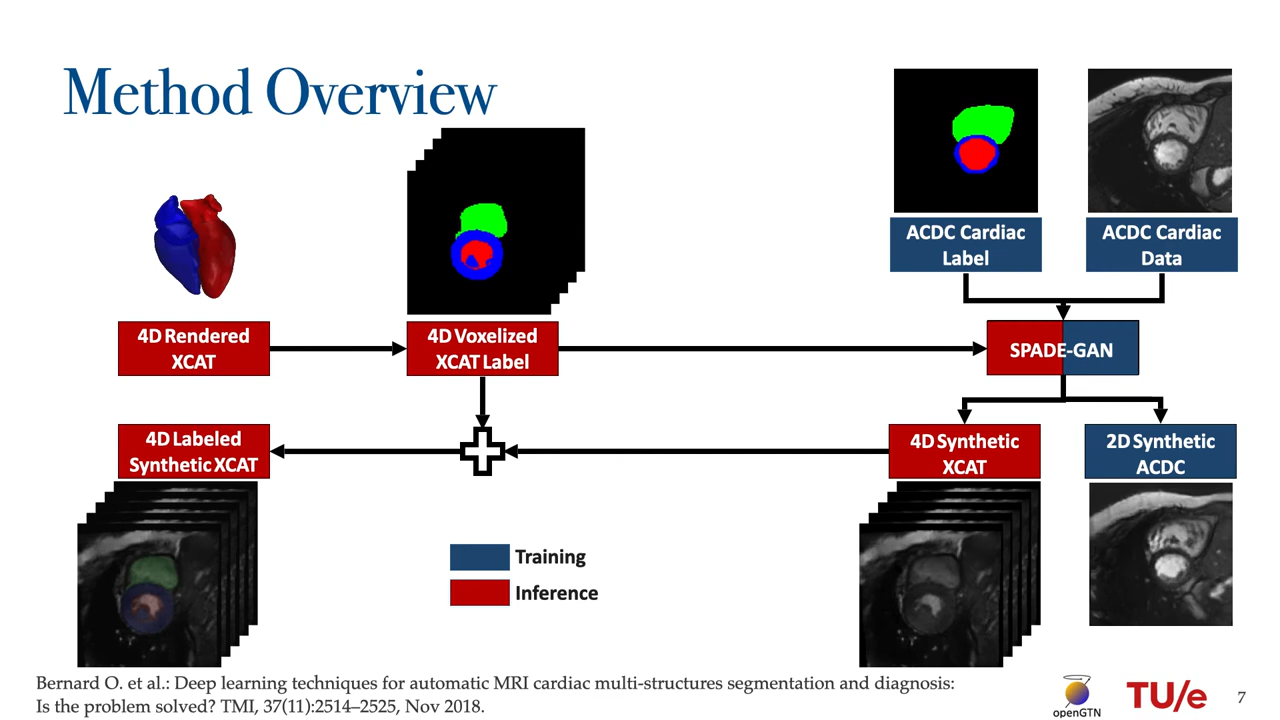 Method Overview
ACDC Cardiac
Label
ACDC Cardiac
Data
4D Rendered
XCAT
4D Voxelized
XCAT Label
SPADE-GAN
4D Labeled
Synthetic XCAT
4D Synthetic
XCAT
2D Synthetic
ACDC
Training
Inference
Bernard O. et al.: Deep learning techniques for automatic MRI cardiac multi-structures segmentation and diagnosis:
Is the problem solved? TMI, 37(11):2514–2525, Nov 2018.
openGTN
TU/e
7